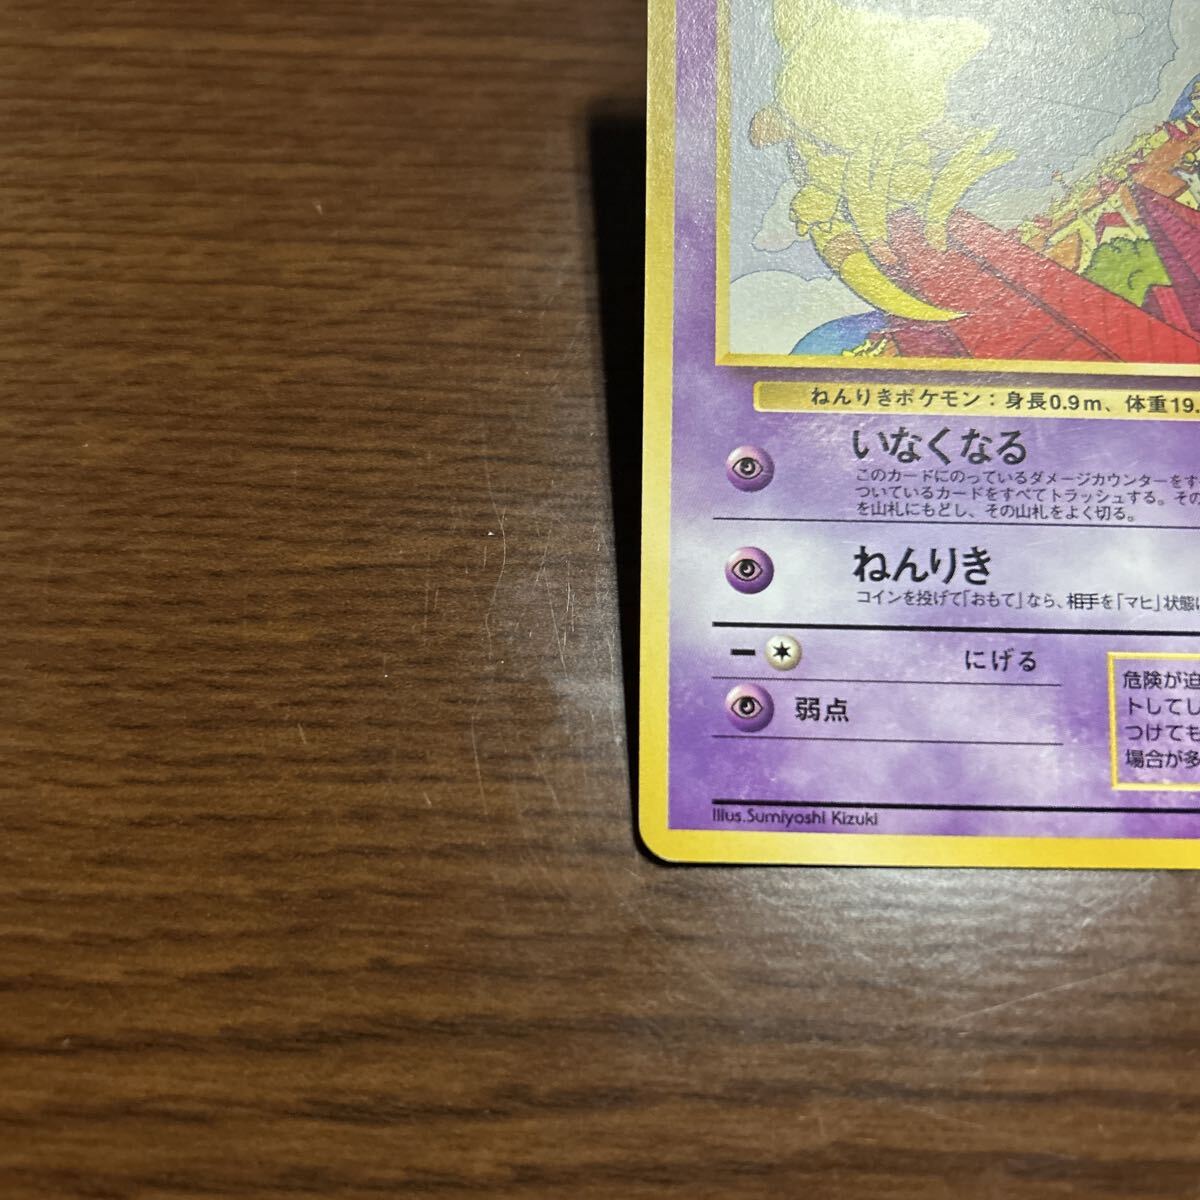 ねんりきポケモン：身長0.9m、体重19.
いなくなる
このカードにのっているダメージカウンターをす
ついているカードをすべてトラッシュする。その
を山札にもどし、その山札をよく切る。
ねんりき
コインを投げて「おもて」なら、相手を「マヒ」状態に
にげる
弱点
危険が迫
トしてし
つけても
場合が多
Illus.Sumiyoshi Kizuki